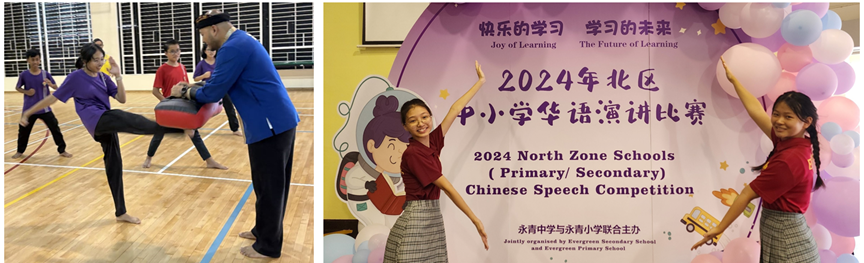 快乐的学习 学习的未来
Joy of Learning The Future of Learning
2024年北区
中小学华语演讲比赛
2024 North Zone Schools
( Primary/ Secondary)
Chinese Speech Competition
永青中学与永青小学联合主办
Jointly organised by Evergreen Secondary School
and Evergreen Primary School